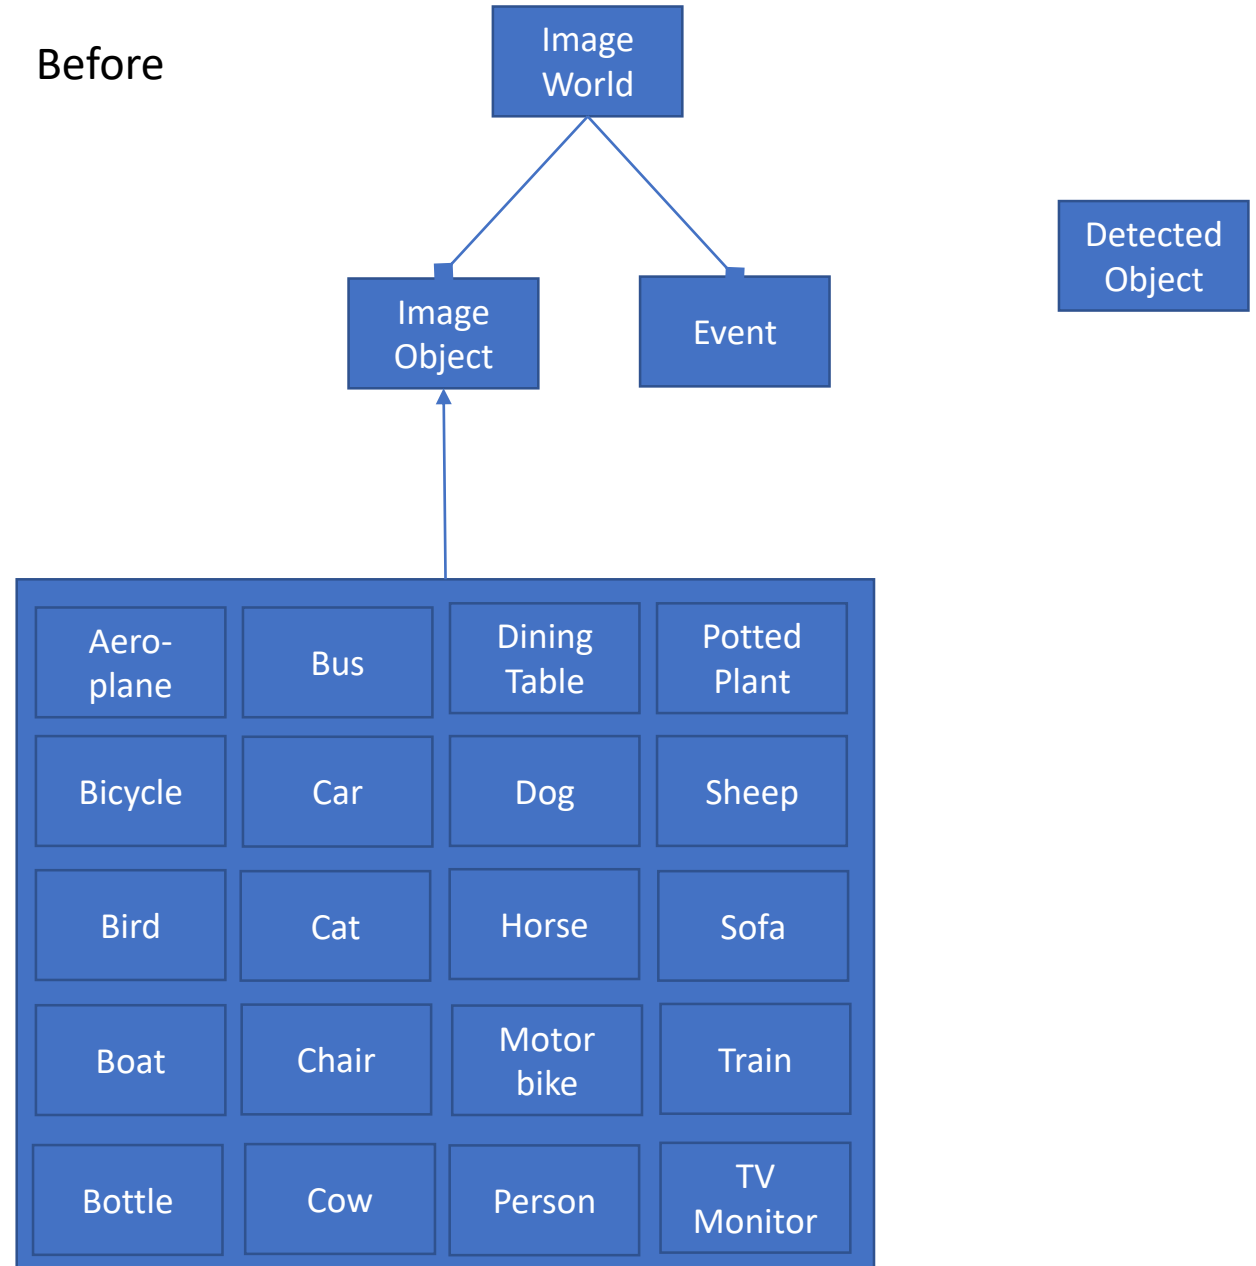 Before
Image
World
Detected
Object
Image
Object
Event
Aero-
plane
Bus
Dining
Table
Potted
Plant
Bicycle
Car
Dog
Sheep
Bird
Cat
Horse
Sofa
Boat
Chair
Motor
bike
Train
Bottle
Cow
Person
TV
Monitor